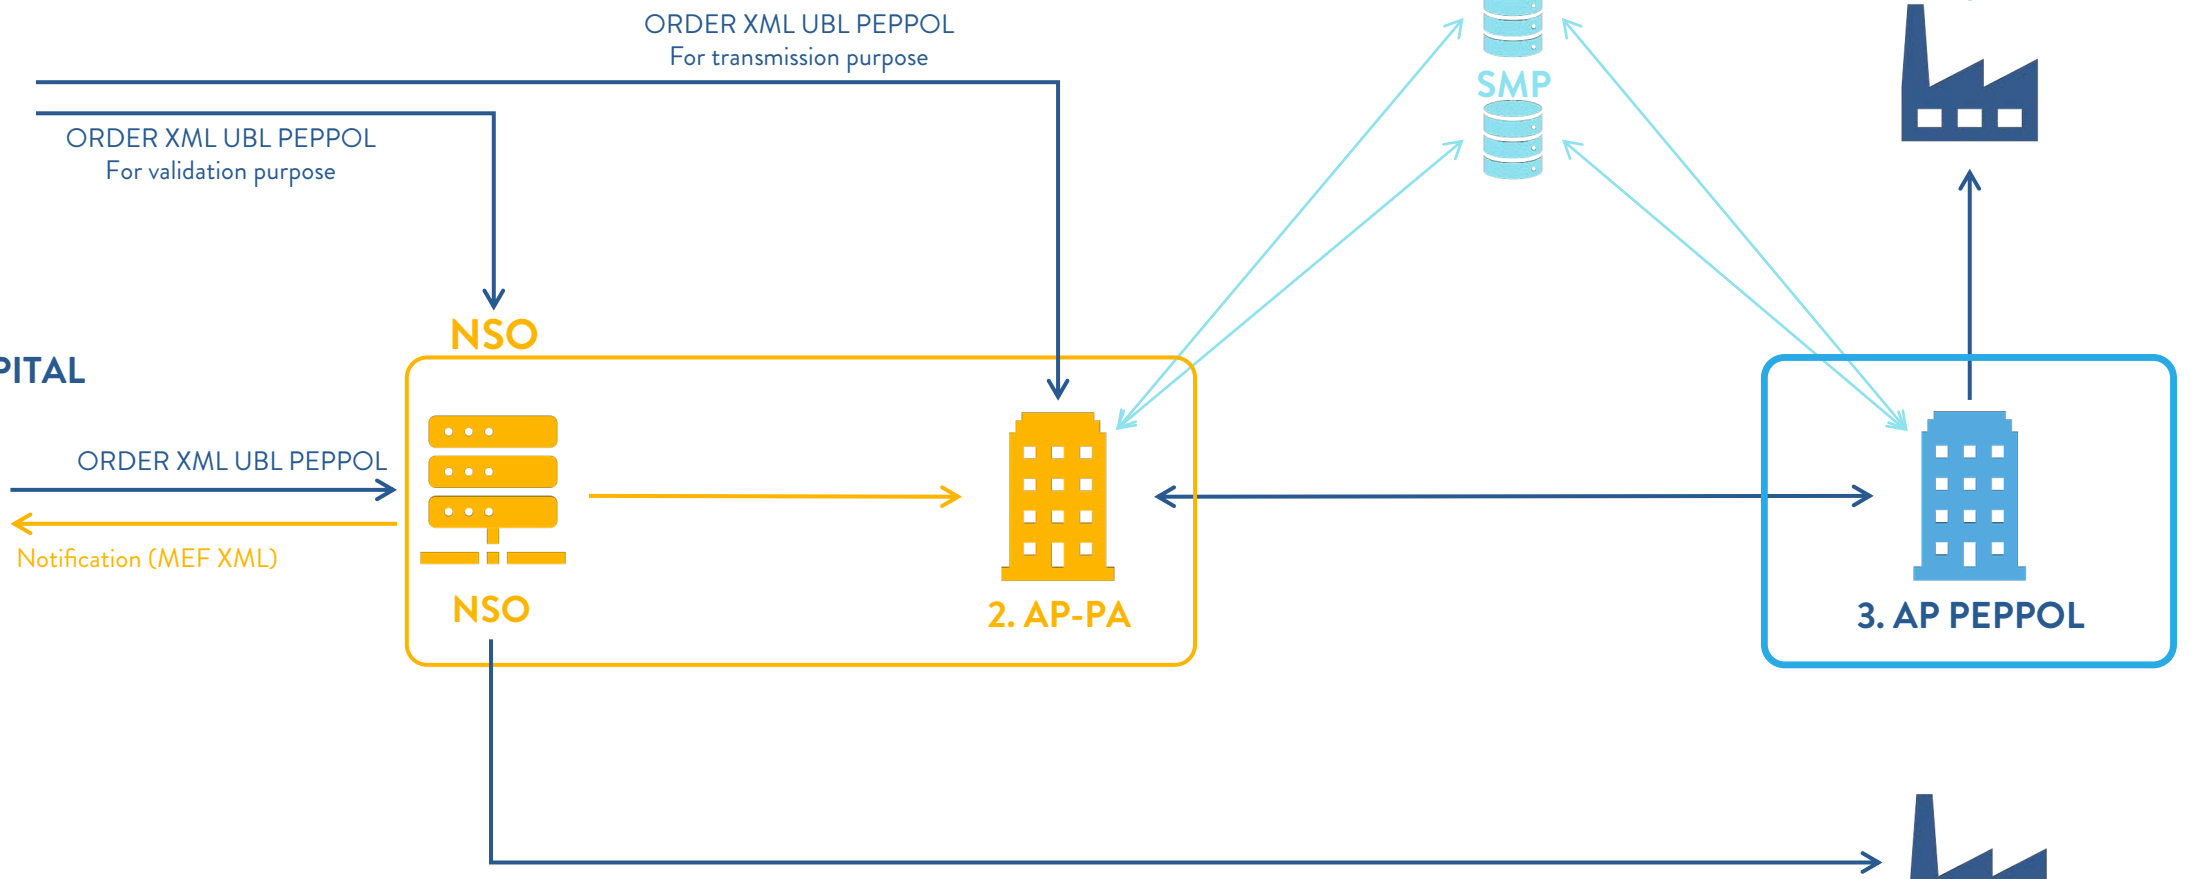 ORDER XML UBL PEPPOL
For transmission purpose
SMP
ORDER XML UBL PEPPOL
For validation purpose
NSO
PITAL
ORDER XML UBL PEPPOL
Notification (MEF XML)
NSO
2. AP-PA
3. AP PEPPOL